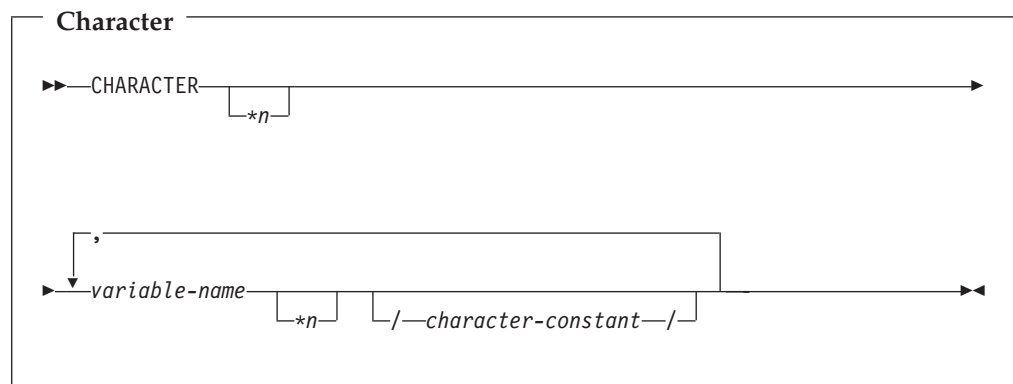 Character
CHARACTER
*n
,
variable-name
*n
/ character-constant /